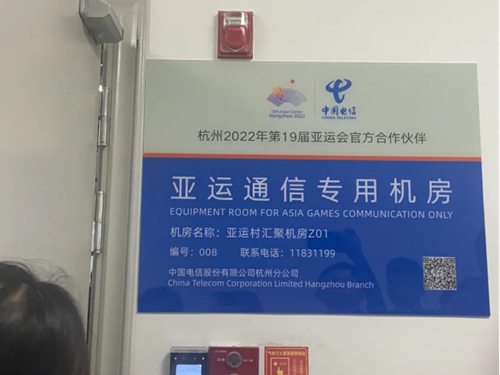 19th Asian Games
Hangzhou 2022
中国电信
CHINA TELECOM
杭州2022年第19届亚运会官方合作伙伴
亚运通信专用机房
EQUIPMENT ROOM FOR ASIA GAMES COMMUNICATION ONLY
机房名称：亚运村汇聚机房Z01
编号：008 联系电话：11831199
中国电信股份有限公司杭州分公司
China Telecom Corporation Limited Hangzhou Branch